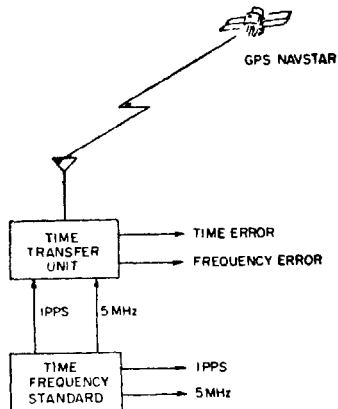 GPS NAVSTAR
TIME
TRANSFER
UNIT
TIME ERROR
FREQUENCY ERROR
1PPS
5MHz
TIME
FREQUENCY
STANDARD
1PPS
5MHz